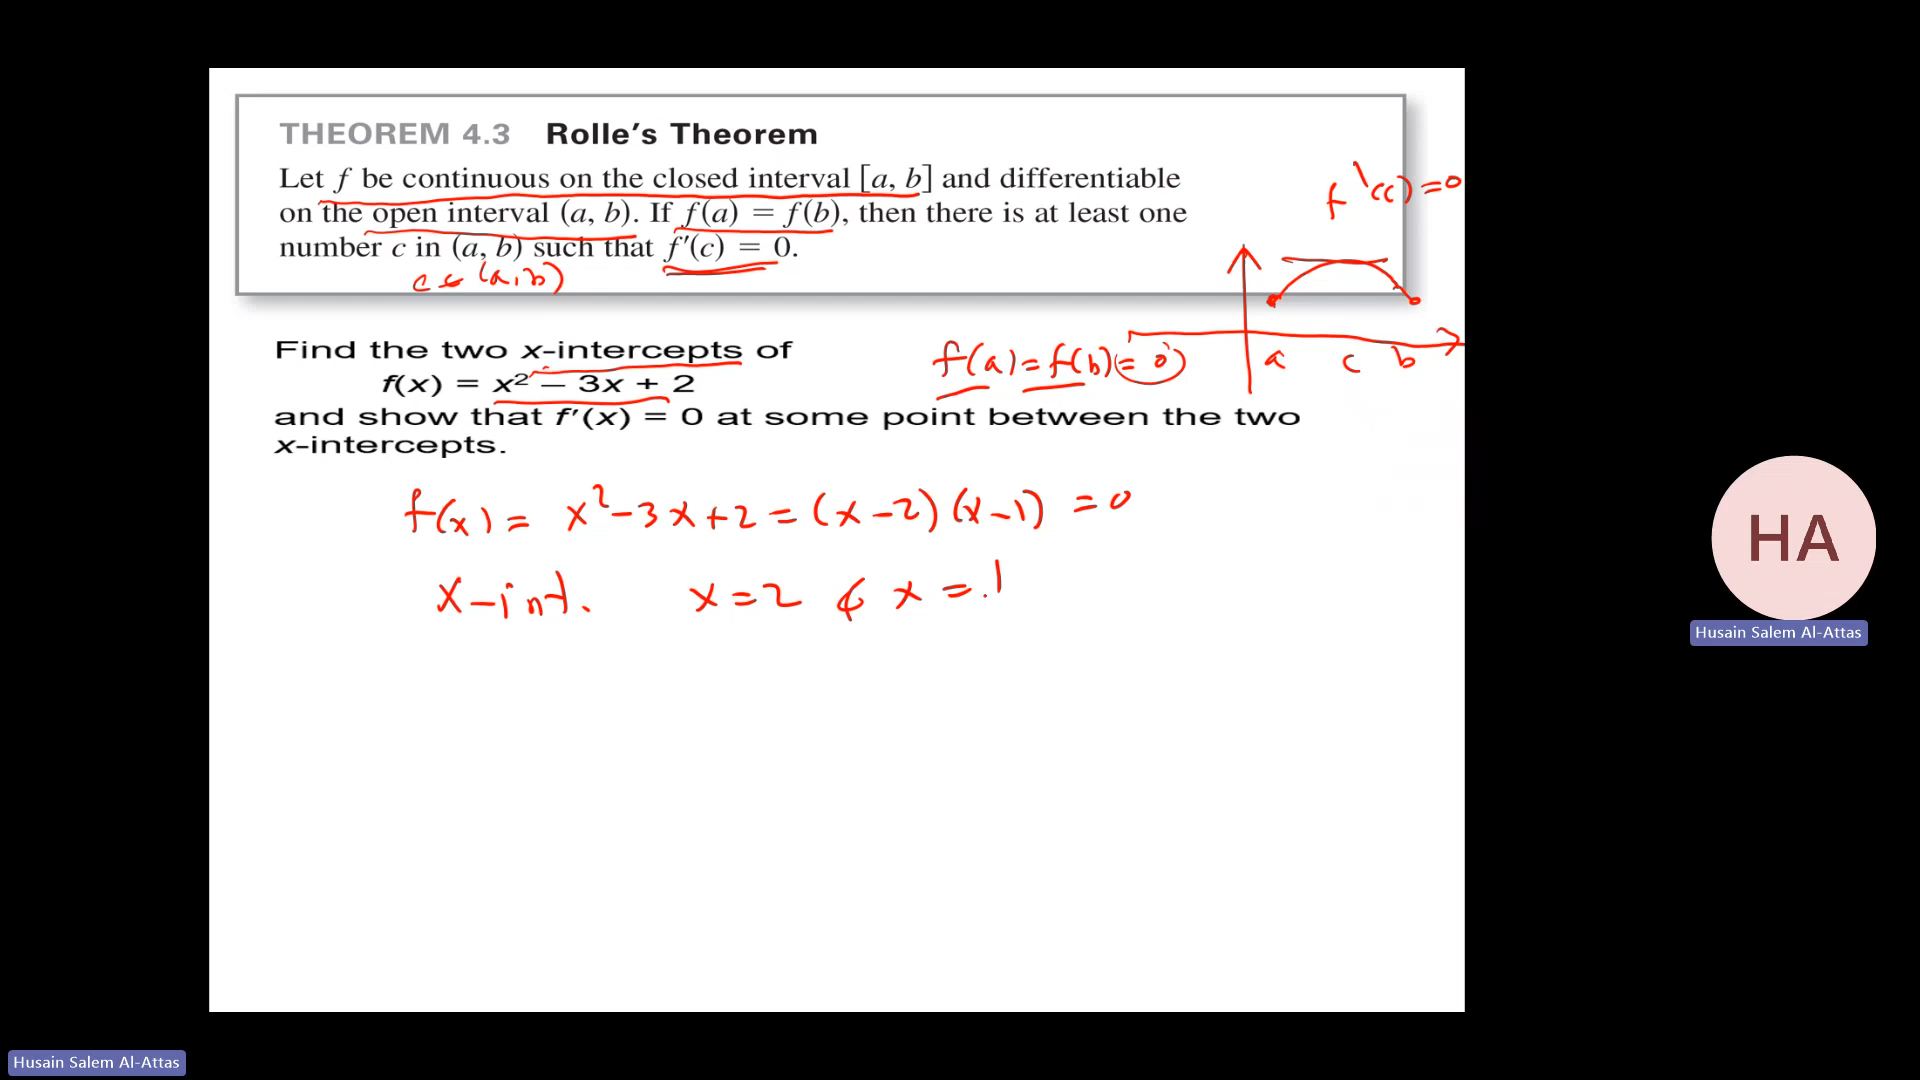 THEOREM 4.3 Rolle's Theorem
Let f be continuous on the closed interval [a, b] and differentiable
on the open interval (a, b). If f(a) = f(b), then there is at least one
number c in (a, b) such that f′(c) = 0.
c ∈ (a,b)
f'(c) = 0
a c b
Find the two x-intercepts of
f(x) = x² − 3x + 2
f(a) = f(b) = 0
and show that f′(x) = 0 at some point between the two
x-intercepts.
f(x) = x² - 3x + 2 = (x - 2) (x - 1) = 0
x-int. x = 2 & x = 1
HA
Husain Salem Al-Attas
Husain Salem Al-Attas